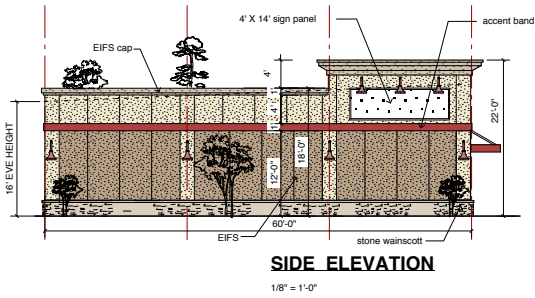 4' X 14' sign panel
accent band
EIFS cap
4'
1'
4'
1'
16' EVE HEIGHT
12'-0"
18'-0"
22'-0"
60'-0"
EIFS
stone wainscott
SIDE ELEVATION
1/8" = 1'-0"